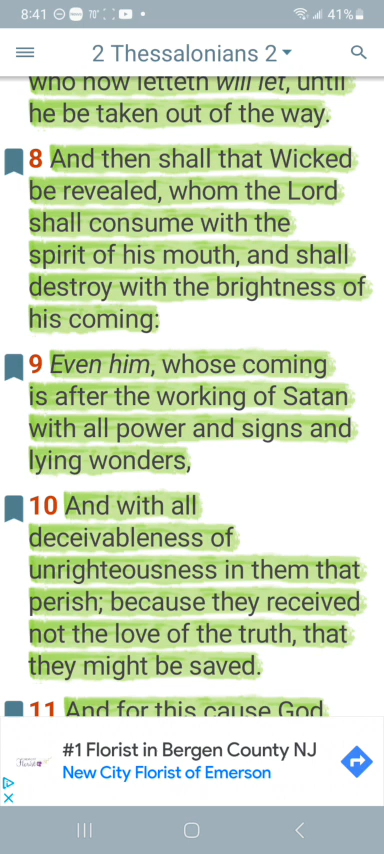 8:41 70° 41%
2 Thessalonians 2
who now letteth will let, until
he be taken out of the way.
8 And then shall that Wicked
be revealed, whom the Lord
shall consume with the
spirit of his mouth, and shall
destroy with the brightness of
his coming:
9 Even him, whose coming
is after the working of Satan
with all power and signs and
lying wonders,
10 And with all
deceivableness of
unrighteousness in them that
perish; because they received
not the love of the truth, that
they might be saved.
11 And for this cause God
#1 Florist in Bergen County NJ
New City Florist of Emerson